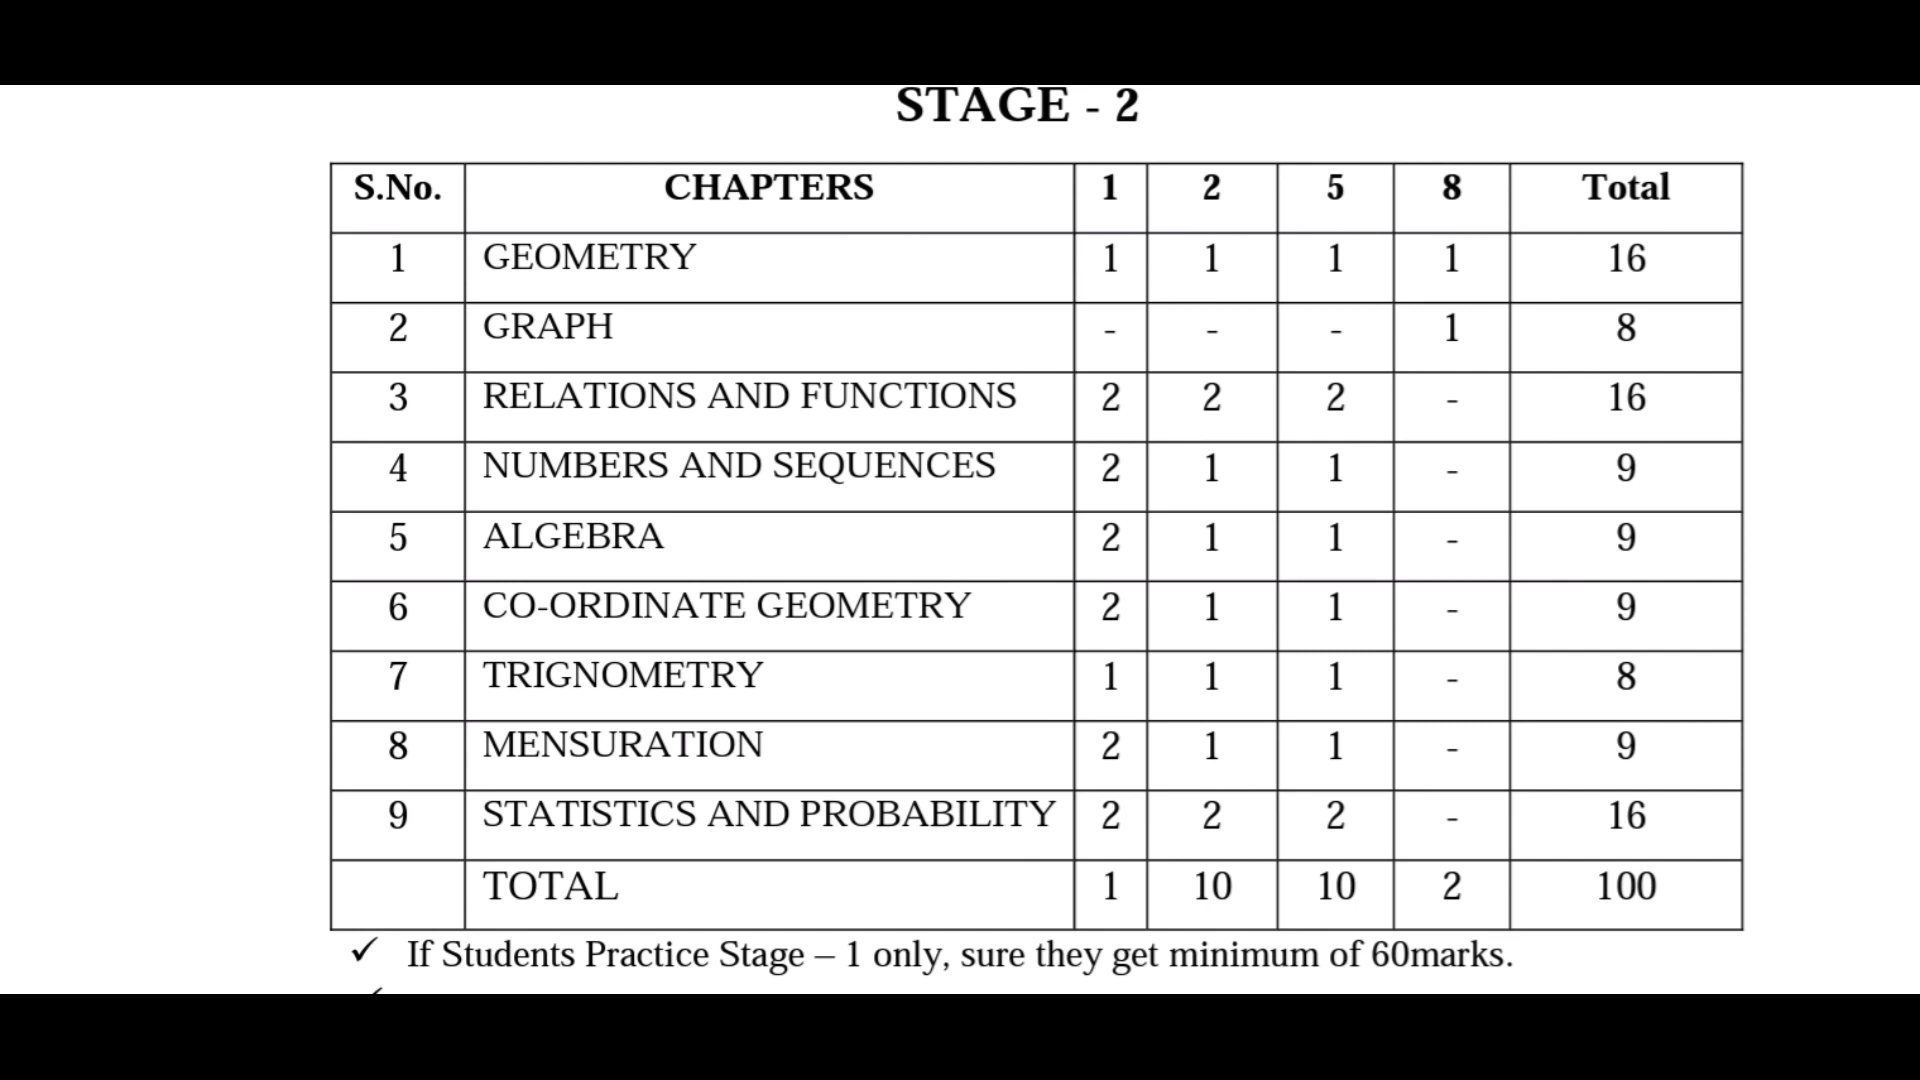 STAGE - 2
S.No. CHAPTERS 1 2 5 8 Total
1 GEOMETRY 1 1 1 1 16
2 GRAPH - - - 1 8
3 RELATIONS AND FUNCTIONS 2 2 2 - 16
4 NUMBERS AND SEQUENCES 2 1 1 - 9
5 ALGEBRA 2 1 1 - 9
6 CO-ORDINATE GEOMETRY 2 1 1 - 9
7 TRIGNOMETRY 1 1 1 - 8
8 MENSURATION 2 1 1 - 9
9 STATISTICS AND PROBABILITY 2 2 2 - 16
TOTAL 1 10 10 2 100
✓ If Students Practice Stage – 1 only, sure they get minimum of 60marks.